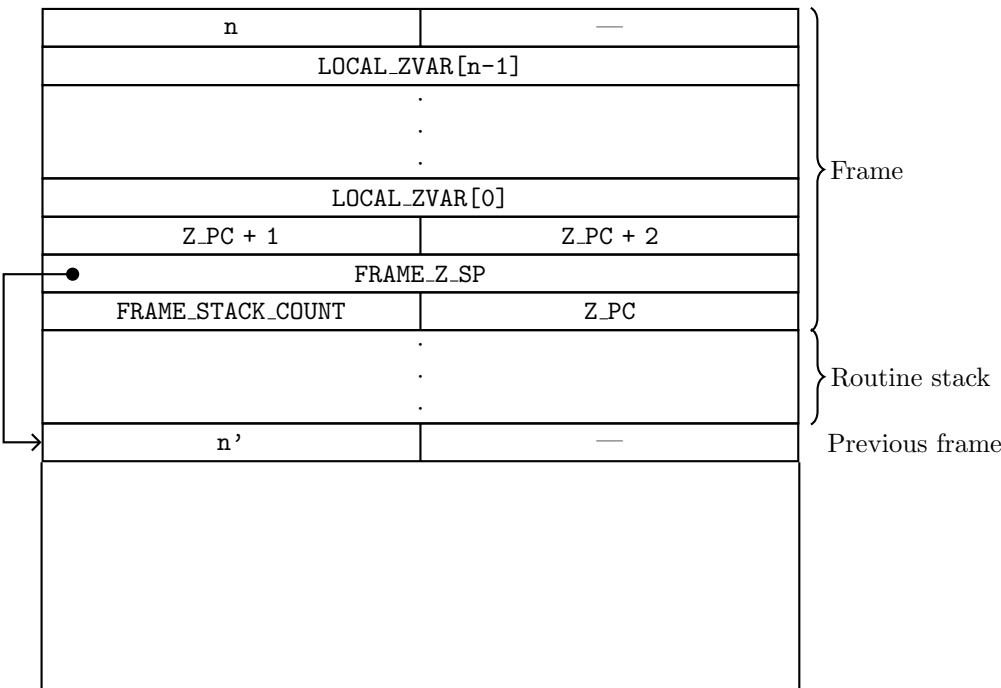 n —
LOCAL_ZVAR[n-1]
.
.
.
LOCAL_ZVAR[0]
Frame
Z_PC + 1 Z_PC + 2
FRAME_Z_SP
FRAME_STACK_COUNT Z_PC
.
.
.
Routine stack
n' —
Previous frame